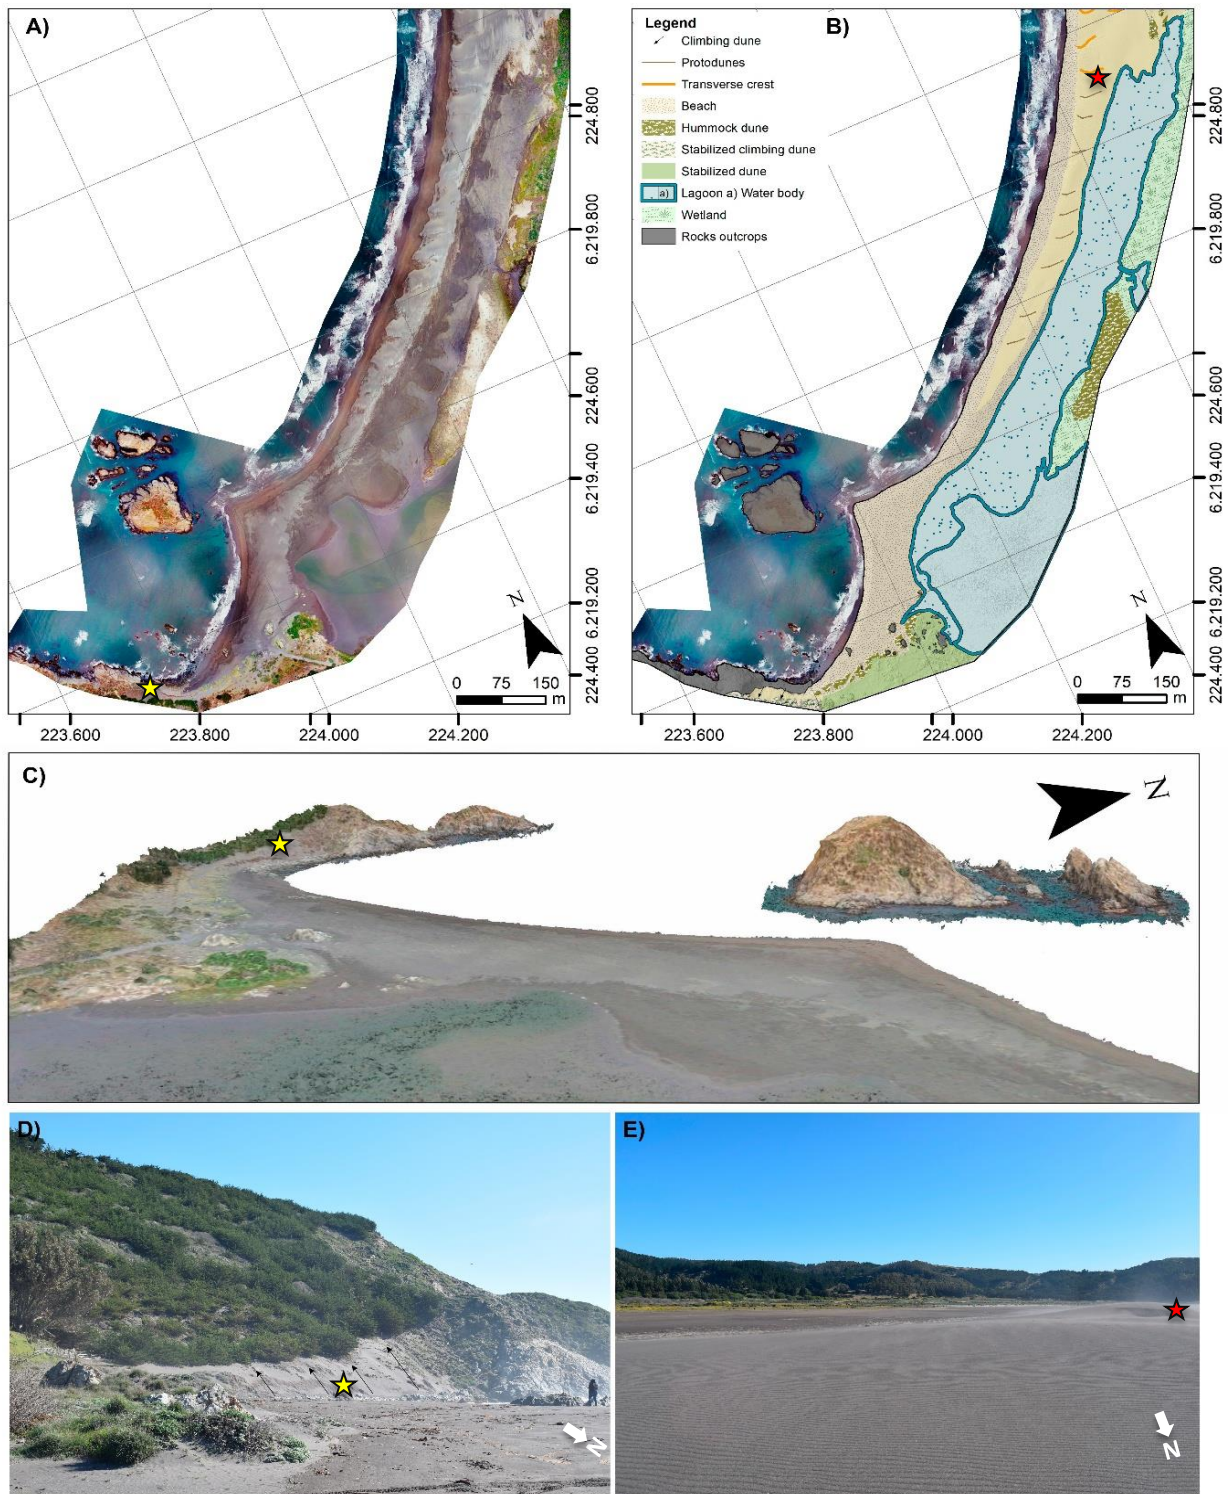 A)
N
0 75 150
m
224.800
6.219.800
224.600
6.219.400
6.219.200
224.400
223.600 223.800 224.000 224.200
B)
Legend
Climbing dune
Protodunes
Transverse crest
Beach
Hummock dune
Stabilized climbing dune
Stabilized dune
a) Lagoon a) Water body
Wetland
Rocks outcrops
N
0 75 150
m
224.800
6.219.800
224.600
6.219.400
6.219.200
224.400
223.600 223.800 224.000 224.200
C)
N
D)
N
E)
N